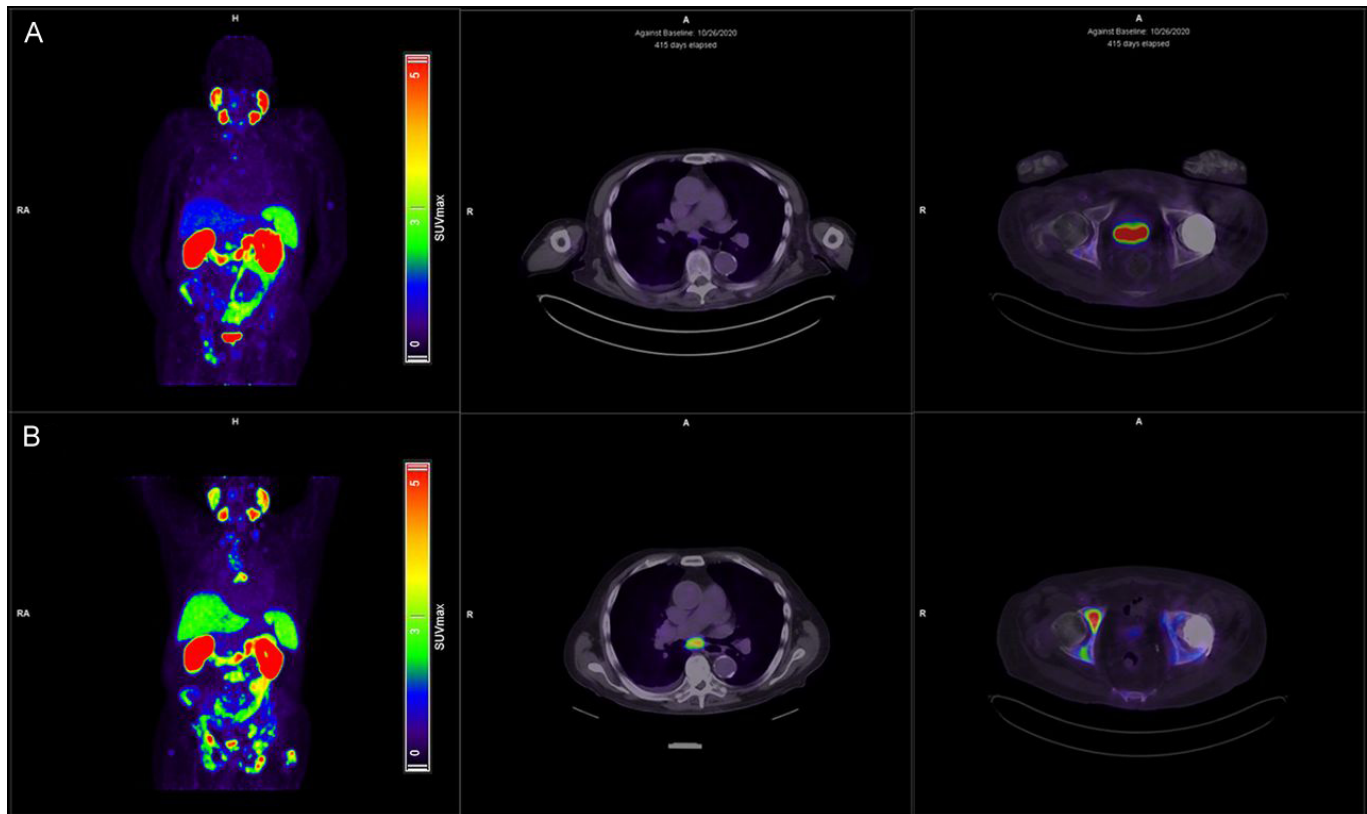 A
H
RA
5
3
0
SUVmax
A
Against Baseline: 10/26/2020
415 days elapsed
R
A
Against Baseline: 10/26/2020
415 days elapsed
R
B
H
RA
5
3
0
SUVmax
A
R
A
R